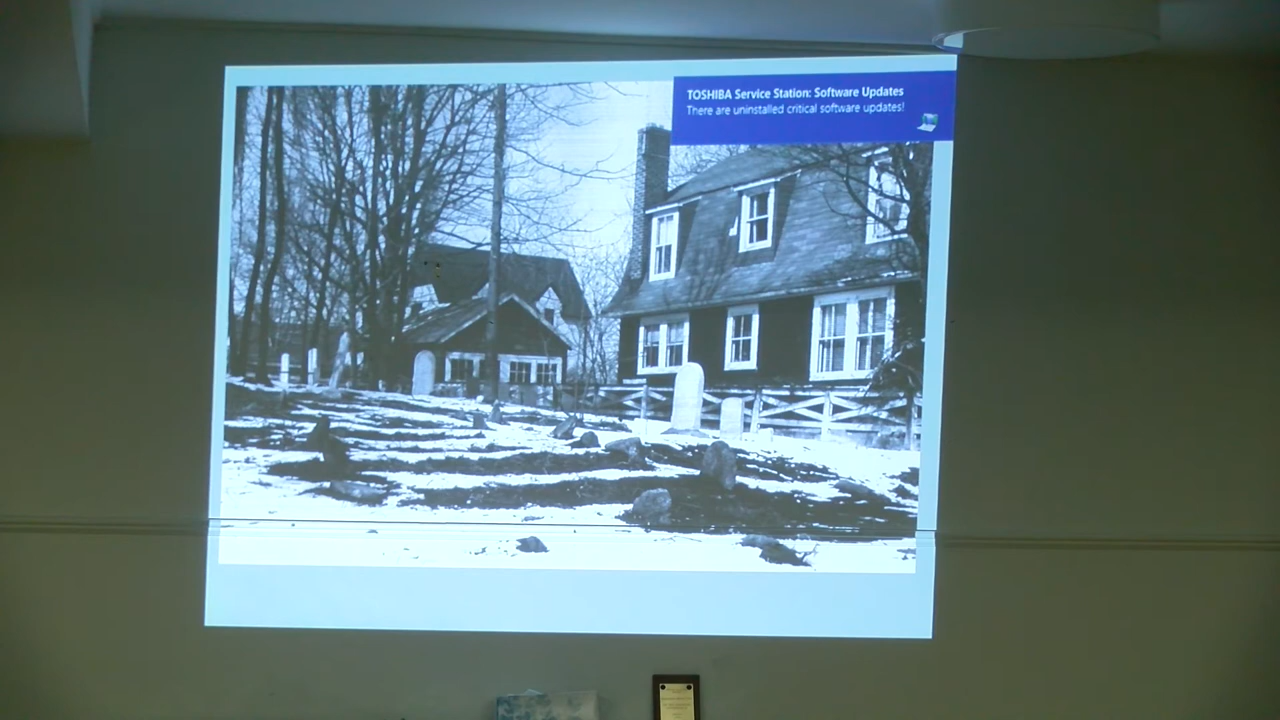 TOSHIBA Service Station: Software Updates
There are uninstalled critical software updates!